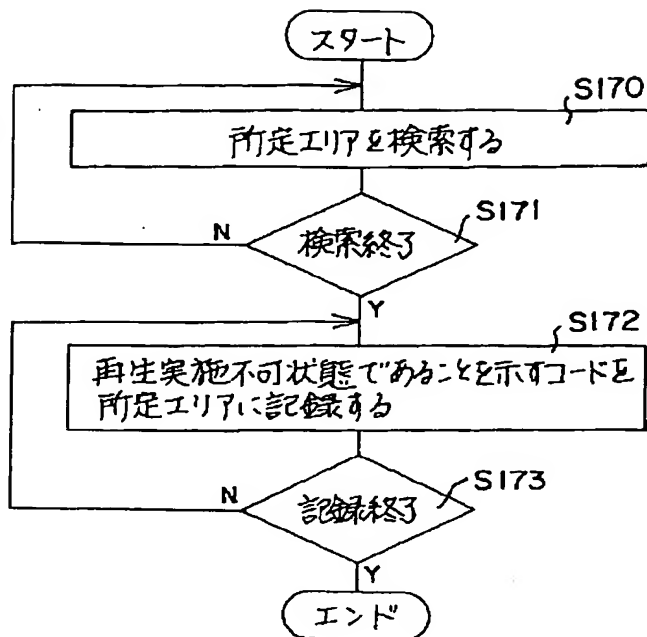 スタート
S170
所定エリアを検索する
S171
検索終了
N
Y
S172
再生実施不可状態であることを示すコードを
所定エリアに記録する
S173
記録終了
N
Y
エンド